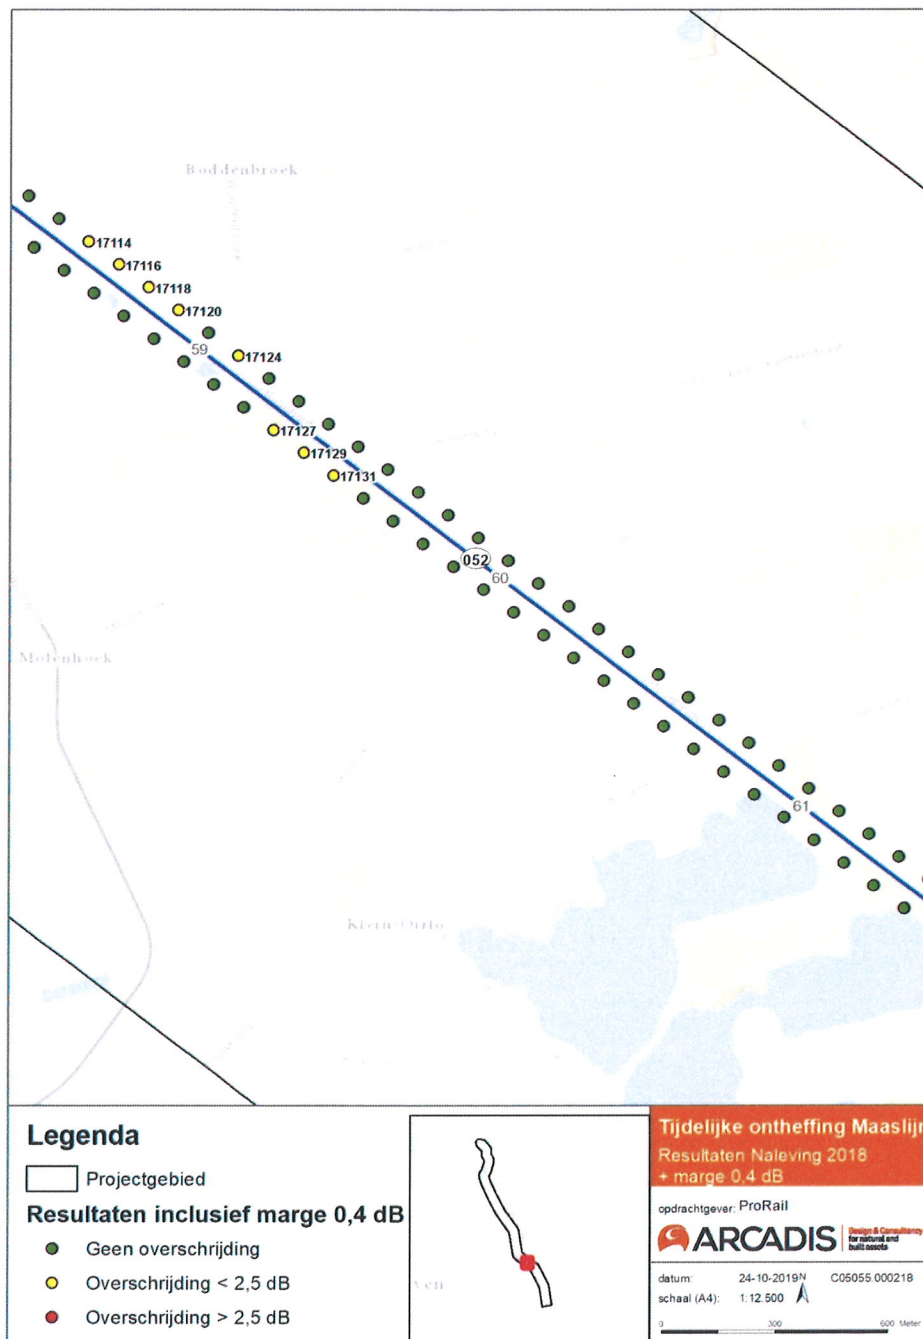 Boddenbroek
17114
17116
17118
17120
59
17124
17127
17129
17131
052
60
Molenhoek
61
Klein-Oirlo
Legenda
Projectgebied
Resultaten inclusief marge 0,4 dB
Geen overschrijding
Overschrijding < 2,5 dB
Overschrijding > 2,5 dB
ven
Tijdelijke ontheffing Maaslijn
Resultaten Naleving 2018
+ marge 0,4 dB
opdrachtgever: ProRail
ARCADIS
Design & Consultancy
for natural and
built assets
datum: 24-10-2019 N C05055.000218
schaal (A4): 1:12.500
0 300 600 Meter